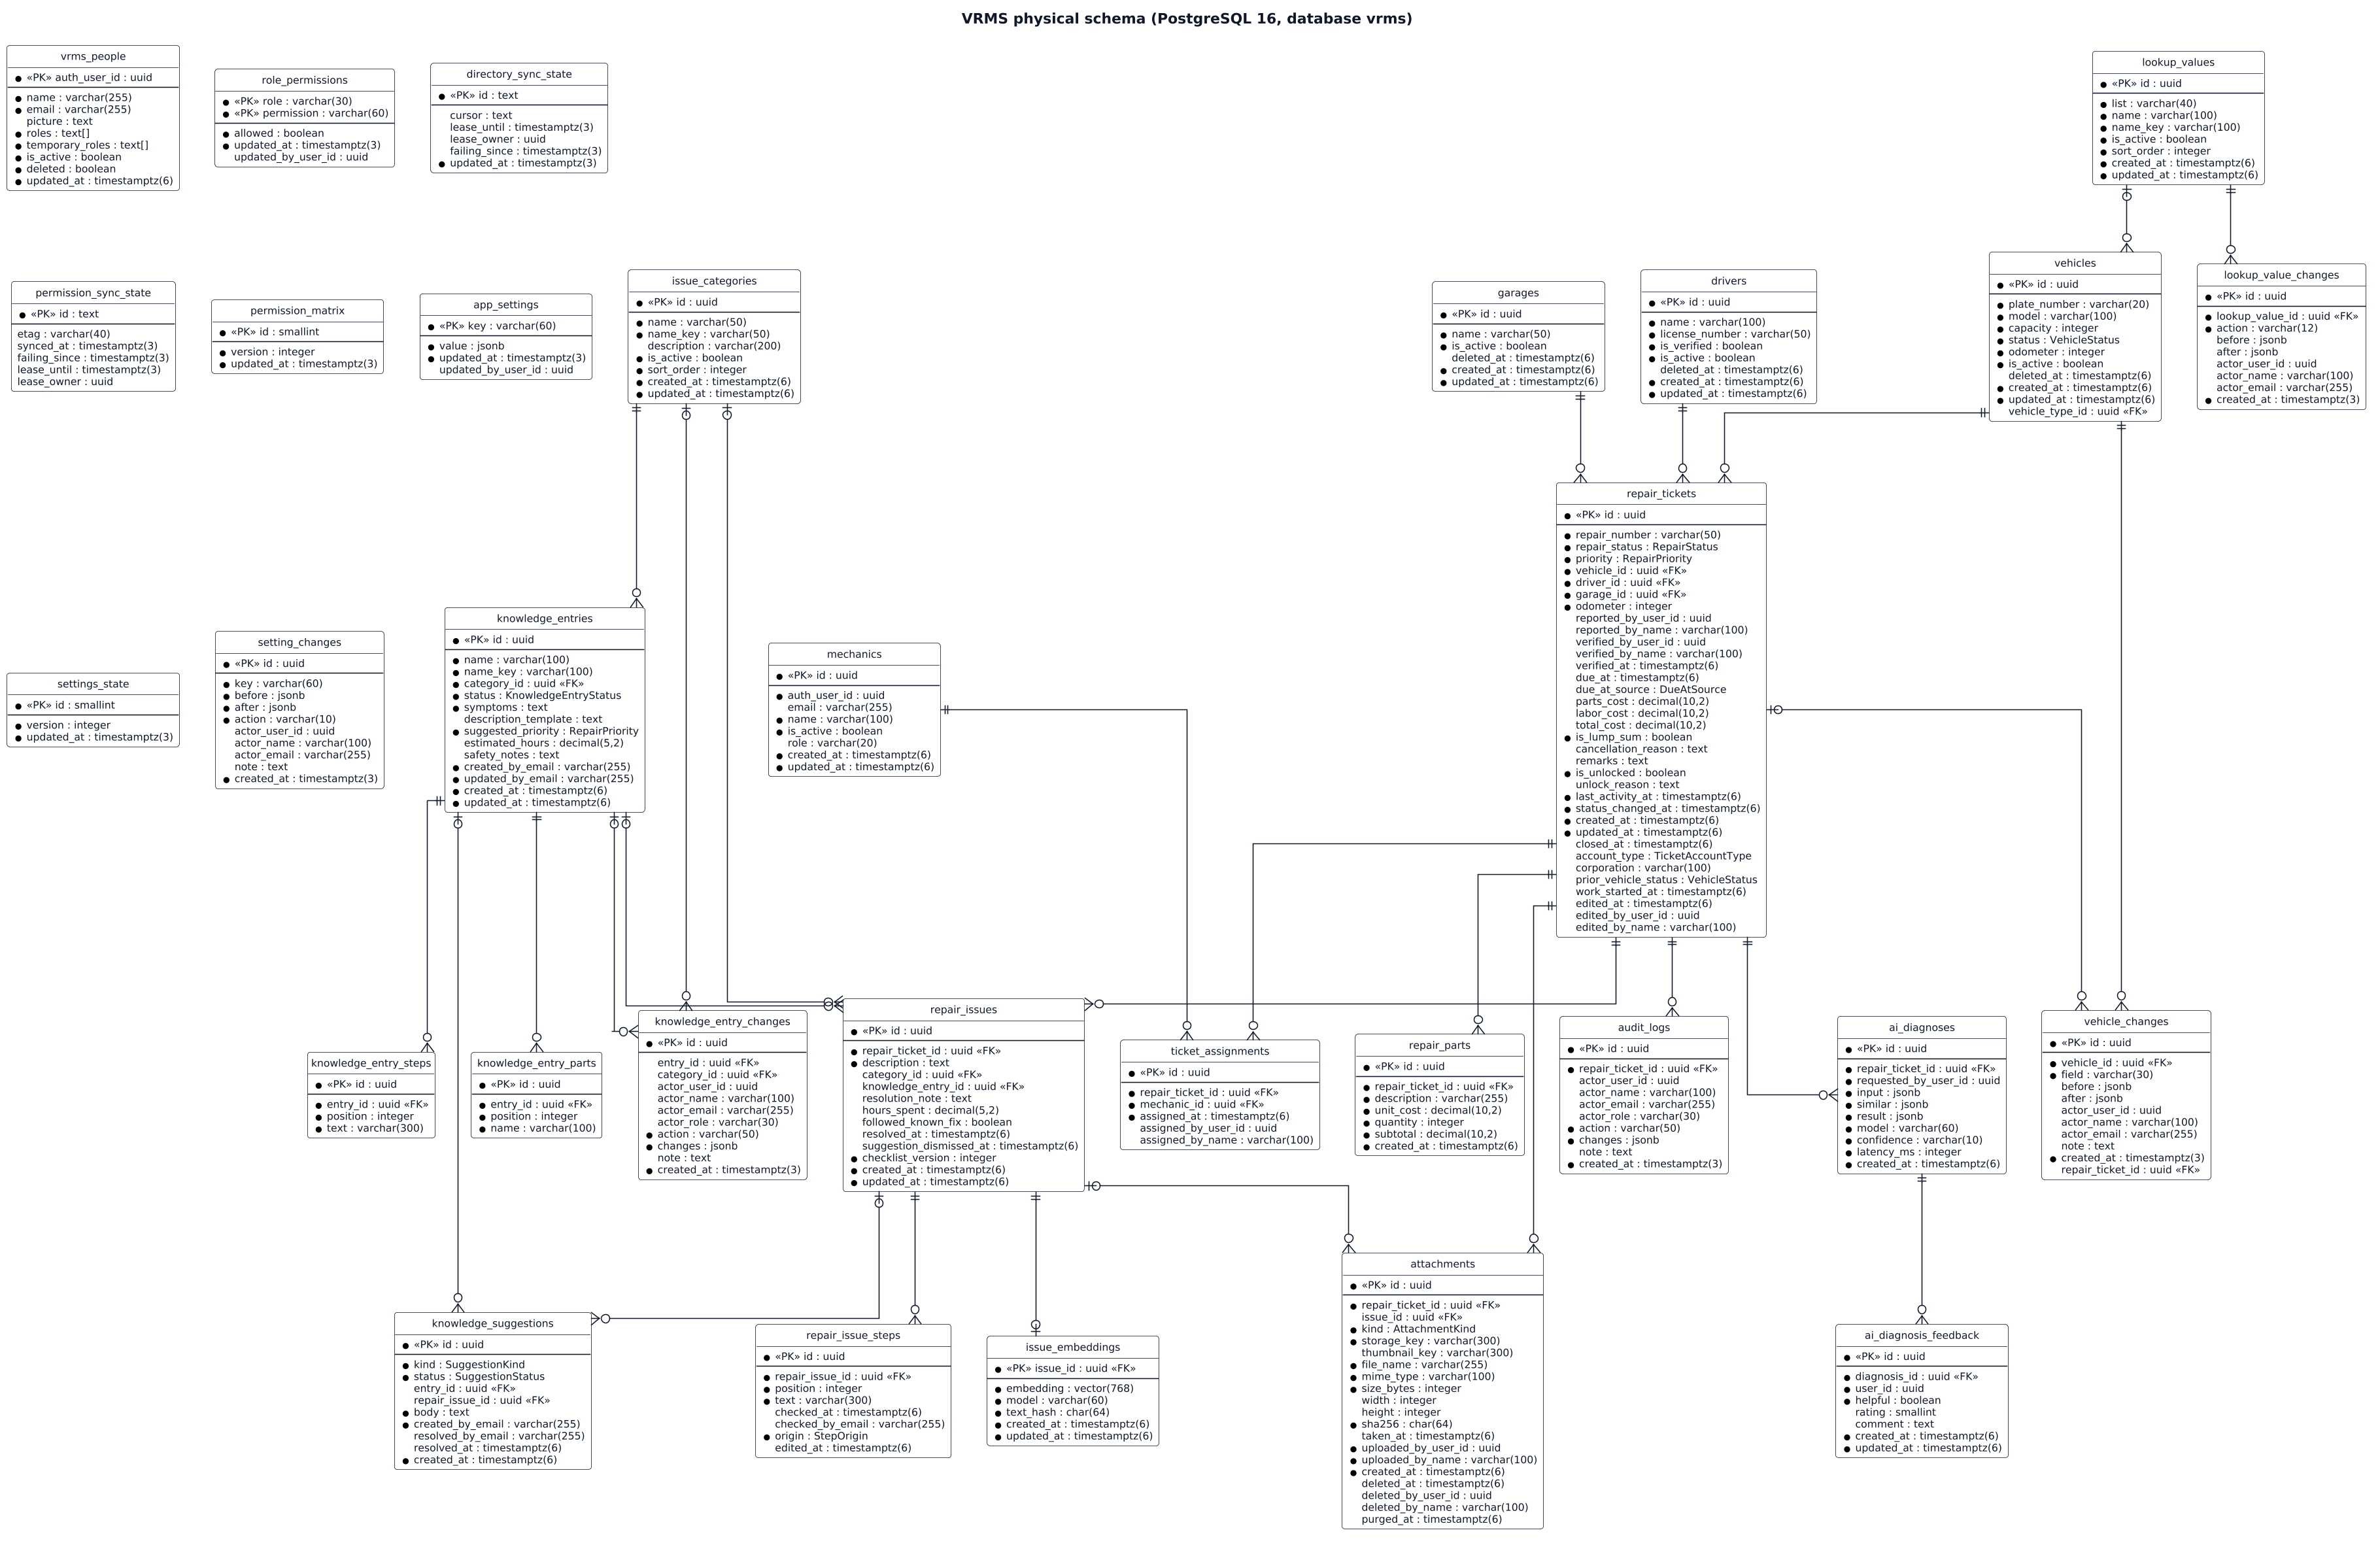 VRMS physical schema (PostgreSQL 16, database vrms)
vrms_people
«PK» auth_user_id : uuid
name : varchar(255)
email : varchar(255)
picture : text
roles : text[]
temporary_roles : text[]
is_active : boolean
deleted : boolean
updated_at : timestamptz(6)
role_permissions
«PK» role : varchar(30)
«PK» permission : varchar(60)
allowed : boolean
updated_at : timestamptz(3)
updated_by_user_id : uuid
directory_sync_state
«PK» id : text
cursor : text
lease_until : timestamptz(3)
lease_owner : uuid
failing_since : timestamptz(3)
updated_at : timestamptz(3)
lookup_values
«PK» id : uuid
list : varchar(40)
name : varchar(100)
name_key : varchar(100)
is_active : boolean
sort_order : integer
created_at : timestamptz(6)
updated_at : timestamptz(6)
permission_sync_state
«PK» id : text
etag : varchar(40)
synced_at : timestamptz(3)
failing_since : timestamptz(3)
lease_until : timestamptz(3)
lease_owner : uuid
permission_matrix
«PK» id : smallint
version : integer
updated_at : timestamptz(3)
app_settings
«PK» key : varchar(60)
value : jsonb
updated_at : timestamptz(3)
updated_by_user_id : uuid
issue_categories
«PK» id : uuid
name : varchar(50)
name_key : varchar(50)
description : varchar(200)
is_active : boolean
sort_order : integer
created_at : timestamptz(6)
updated_at : timestamptz(6)
garages
«PK» id : uuid
name : varchar(50)
is_active : boolean
deleted_at : timestamptz(6)
created_at : timestamptz(6)
updated_at : timestamptz(6)
drivers
«PK» id : uuid
name : varchar(100)
license_number : varchar(50)
is_verified : boolean
is_active : boolean
deleted_at : timestamptz(6)
created_at : timestamptz(6)
updated_at : timestamptz(6)
vehicles
«PK» id : uuid
plate_number : varchar(20)
model : varchar(100)
capacity : integer
status : VehicleStatus
odometer : integer
is_active : boolean
deleted_at : timestamptz(6)
created_at : timestamptz(6)
updated_at : timestamptz(6)
vehicle_type_id : uuid «FK»
lookup_value_changes
«PK» id : uuid
lookup_value_id : uuid «FK»
action : varchar(12)
before : jsonb
after : jsonb
actor_user_id : uuid
actor_name : varchar(100)
actor_email : varchar(255)
created_at : timestamptz(3)
settings_state
«PK» id : smallint
version : integer
updated_at : timestamptz(3)
setting_changes
«PK» id : uuid
key : varchar(60)
before : jsonb
after : jsonb
action : varchar(10)
actor_user_id : uuid
actor_name : varchar(100)
actor_email : varchar(255)
note : text
created_at : timestamptz(3)
knowledge_entries
«PK» id : uuid
name : varchar(100)
name_key : varchar(100)
category_id : uuid «FK»
status : KnowledgeEntryStatus
symptoms : text
description_template : text
suggested_priority : RepairPriority
estimated_hours : decimal(5,2)
safety_notes : text
created_by_email : varchar(255)
updated_by_email : varchar(255)
created_at : timestamptz(6)
updated_at : timestamptz(6)
mechanics
«PK» id : uuid
auth_user_id : uuid
email : varchar(255)
name : varchar(100)
is_active : boolean
role : varchar(20)
created_at : timestamptz(6)
updated_at : timestamptz(6)
repair_tickets
«PK» id : uuid
repair_number : varchar(50)
repair_status : RepairStatus
priority : RepairPriority
vehicle_id : uuid «FK»
driver_id : uuid «FK»
garage_id : uuid «FK»
odometer : integer
reported_by_user_id : uuid
reported_by_name : varchar(100)
verified_by_user_id : uuid
verified_by_name : varchar(100)
verified_at : timestamptz(6)
due_at : timestamptz(6)
due_at_source : DueAtSource
parts_cost : decimal(10,2)
labor_cost : decimal(10,2)
total_cost : decimal(10,2)
is_lump_sum : boolean
cancellation_reason : text
remarks : text
is_unlocked : boolean
unlock_reason : text
last_activity_at : timestamptz(6)
status_changed_at : timestamptz(6)
created_at : timestamptz(6)
updated_at : timestamptz(6)
closed_at : timestamptz(6)
account_type : TicketAccountType
corporation : varchar(100)
prior_vehicle_status : VehicleStatus
work_started_at : timestamptz(6)
edited_at : timestamptz(6)
edited_by_user_id : uuid
edited_by_name : varchar(100)
knowledge_entry_steps
«PK» id : uuid
entry_id : uuid «FK»
position : integer
text : varchar(300)
knowledge_entry_parts
«PK» id : uuid
entry_id : uuid «FK»
position : integer
name : varchar(100)
knowledge_entry_changes
«PK» id : uuid
entry_id : uuid «FK»
category_id : uuid «FK»
actor_user_id : uuid
actor_name : varchar(100)
actor_email : varchar(255)
actor_role : varchar(30)
action : varchar(50)
changes : jsonb
note : text
created_at : timestamptz(3)
repair_issues
«PK» id : uuid
repair_ticket_id : uuid «FK»
description : text
category_id : uuid «FK»
knowledge_entry_id : uuid «FK»
resolution_note : text
hours_spent : decimal(5,2)
followed_known_fix : boolean
resolved_at : timestamptz(6)
suggestion_dismissed_at : timestamptz(6)
checklist_version : integer
created_at : timestamptz(6)
updated_at : timestamptz(6)
ticket_assignments
«PK» id : uuid
repair_ticket_id : uuid «FK»
mechanic_id : uuid «FK»
assigned_at : timestamptz(6)
assigned_by_user_id : uuid
assigned_by_name : varchar(100)
repair_parts
«PK» id : uuid
repair_ticket_id : uuid «FK»
description : varchar(255)
unit_cost : decimal(10,2)
quantity : integer
subtotal : decimal(10,2)
created_at : timestamptz(6)
audit_logs
«PK» id : uuid
repair_ticket_id : uuid «FK»
actor_user_id : uuid
actor_name : varchar(100)
actor_email : varchar(255)
actor_role : varchar(30)
action : varchar(50)
changes : jsonb
note : text
created_at : timestamptz(3)
ai_diagnoses
«PK» id : uuid
repair_ticket_id : uuid «FK»
requested_by_user_id : uuid
input : jsonb
similar : jsonb
result : jsonb
model : varchar(60)
confidence : varchar(10)
latency_ms : integer
created_at : timestamptz(6)
vehicle_changes
«PK» id : uuid
vehicle_id : uuid «FK»
field : varchar(30)
before : jsonb
after : jsonb
actor_user_id : uuid
actor_name : varchar(100)
actor_email : varchar(255)
note : text
created_at : timestamptz(3)
repair_ticket_id : uuid «FK»
knowledge_suggestions
«PK» id : uuid
kind : SuggestionKind
status : SuggestionStatus
entry_id : uuid «FK»
repair_issue_id : uuid «FK»
body : text
created_by_email : varchar(255)
resolved_by_email : varchar(255)
resolved_at : timestamptz(6)
created_at : timestamptz(6)
repair_issue_steps
«PK» id : uuid
repair_issue_id : uuid «FK»
position : integer
text : varchar(300)
checked_at : timestamptz(6)
checked_by_email : varchar(255)
origin : StepOrigin
edited_at : timestamptz(6)
issue_embeddings
«PK» issue_id : uuid «FK»
embedding : vector(768)
model : varchar(60)
text_hash : char(64)
created_at : timestamptz(6)
updated_at : timestamptz(6)
attachments
«PK» id : uuid
repair_ticket_id : uuid «FK»
issue_id : uuid «FK»
kind : AttachmentKind
storage_key : varchar(300)
thumbnail_key : varchar(300)
file_name : varchar(255)
mime_type : varchar(100)
size_bytes : integer
width : integer
height : integer
sha256 : char(64)
taken_at : timestamptz(6)
uploaded_by_user_id : uuid
uploaded_by_name : varchar(100)
created_at : timestamptz(6)
deleted_at : timestamptz(6)
deleted_by_user_id : uuid
deleted_by_name : varchar(100)
purged_at : timestamptz(6)
ai_diagnosis_feedback
«PK» id : uuid
diagnosis_id : uuid «FK»
user_id : uuid
helpful : boolean
rating : smallint
comment : text
created_at : timestamptz(6)
updated_at : timestamptz(6)